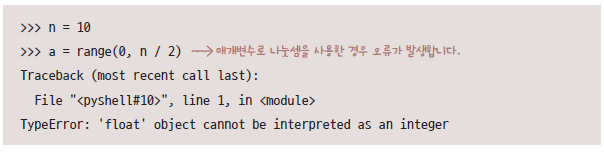 >>> n = 10
>>> a = range(0, n / 2) ---> 매개변수로 나눗셈을 사용한 경우 오류가 발생합니다.
Traceback (most recent call last):
  File "<pyshell#10>", line 1, in <module>
TypeError: 'float' object cannot be interpreted as an integer